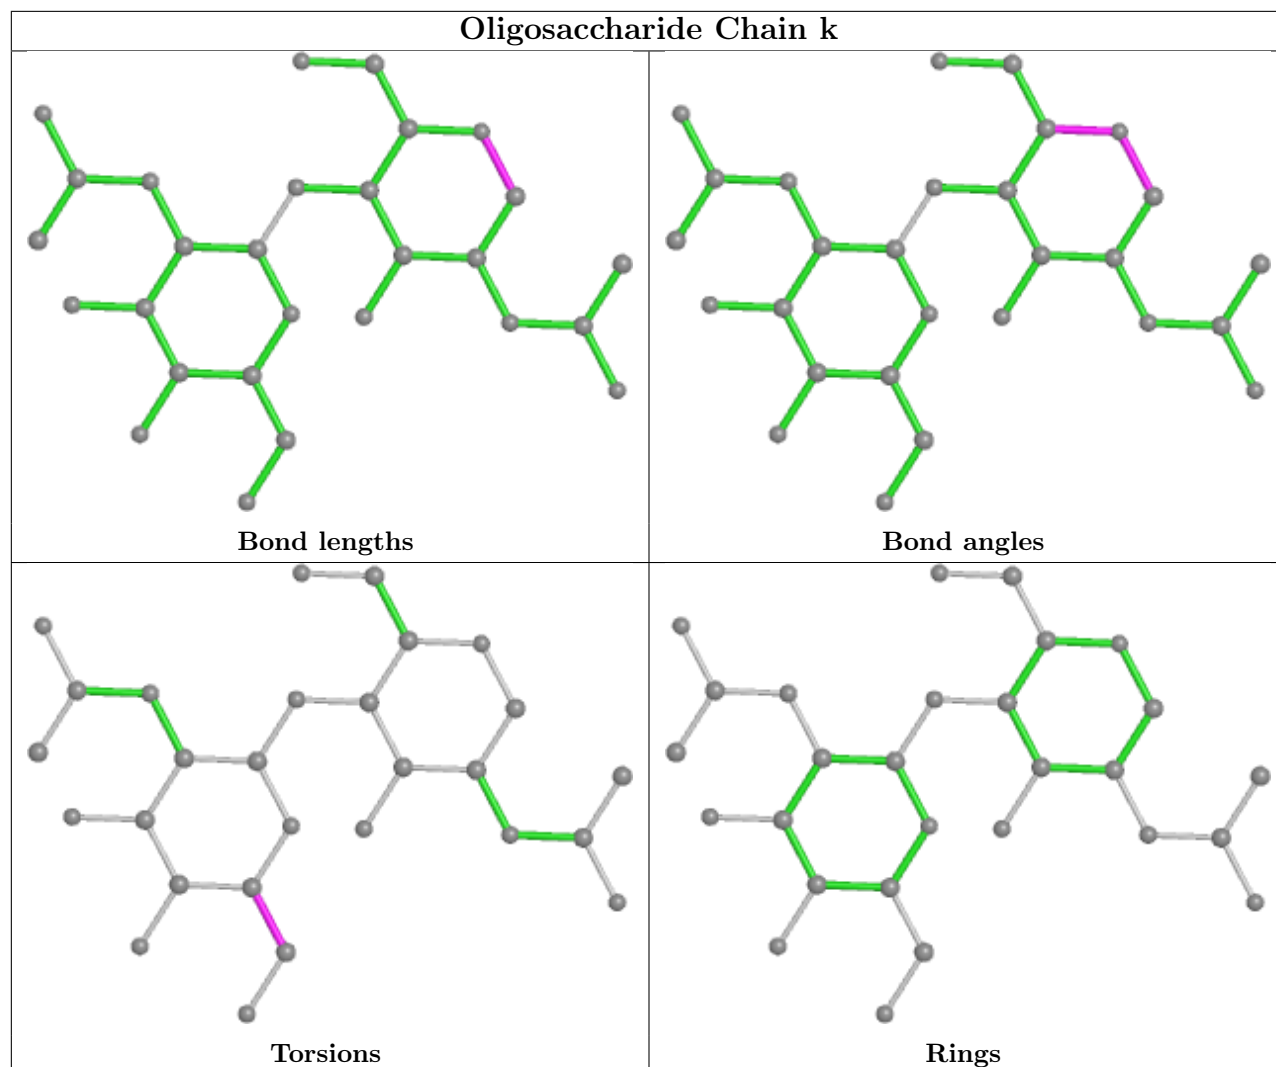 Oligosaccharide Chain k
Bond lengths
Bond angles
Torsions
Rings